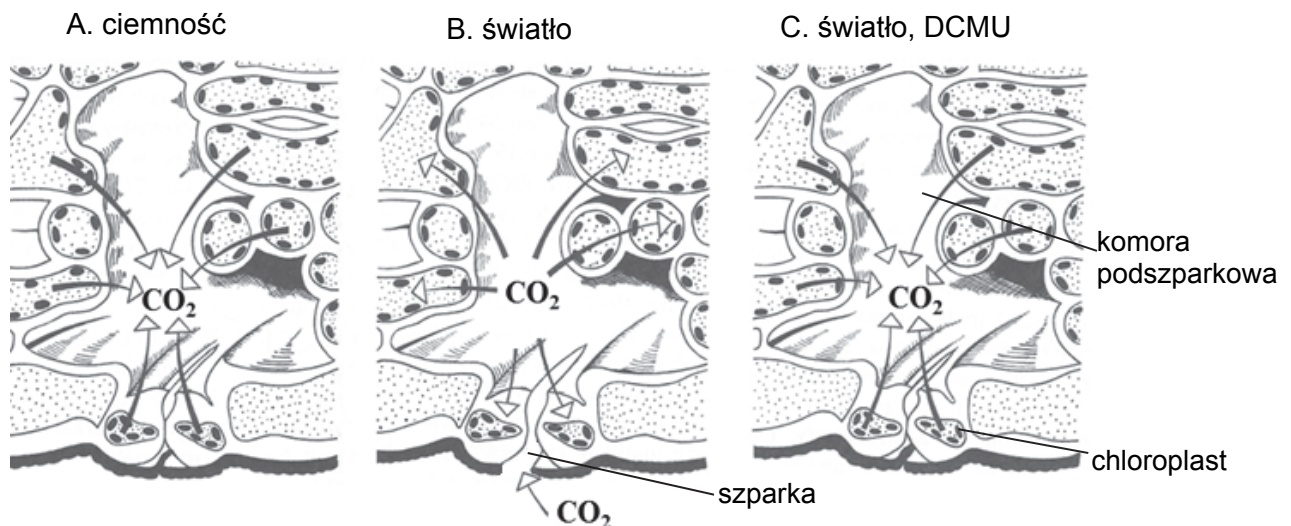 A. ciemność
B. światło
C. światło, DCMU
CO₂
CO₂
CO₂
komora
podszparkowa
chloroplast
szparka
CO₂